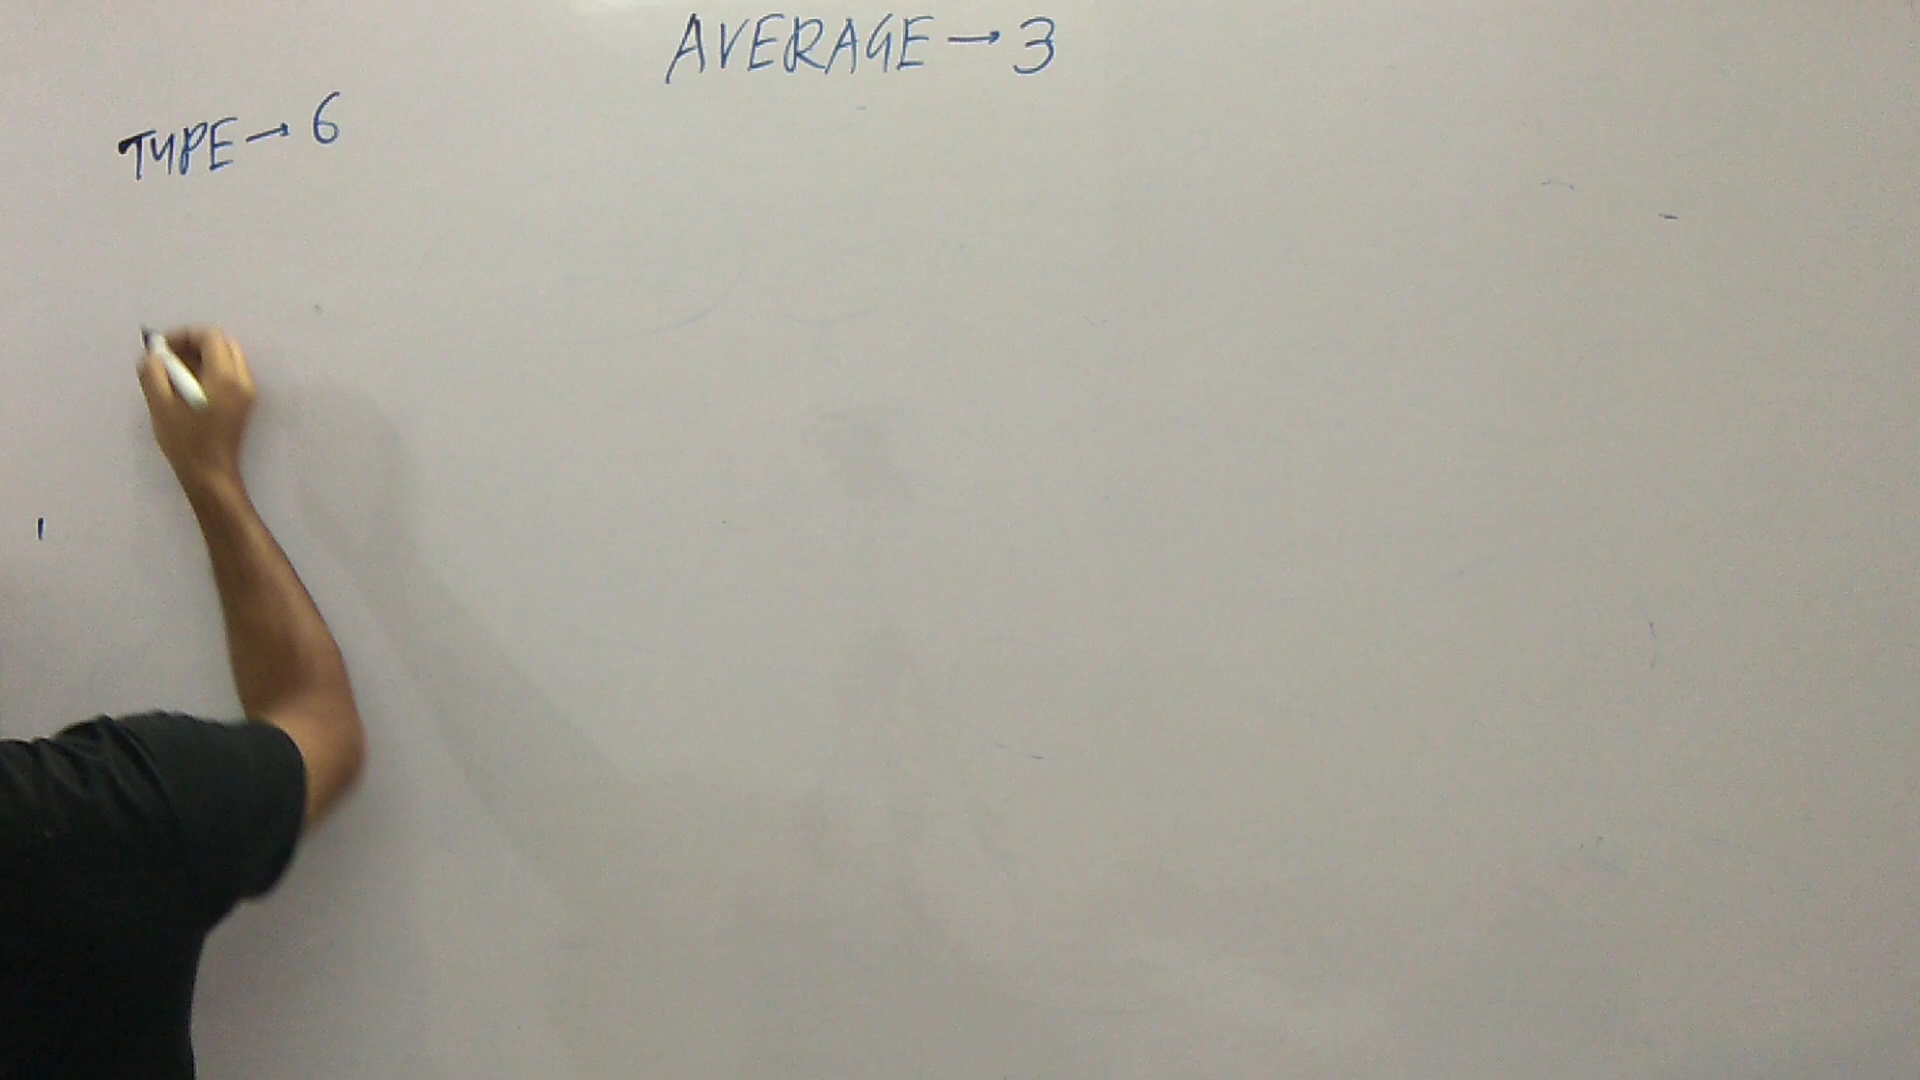 AVERAGE → 3
TYPE → 6